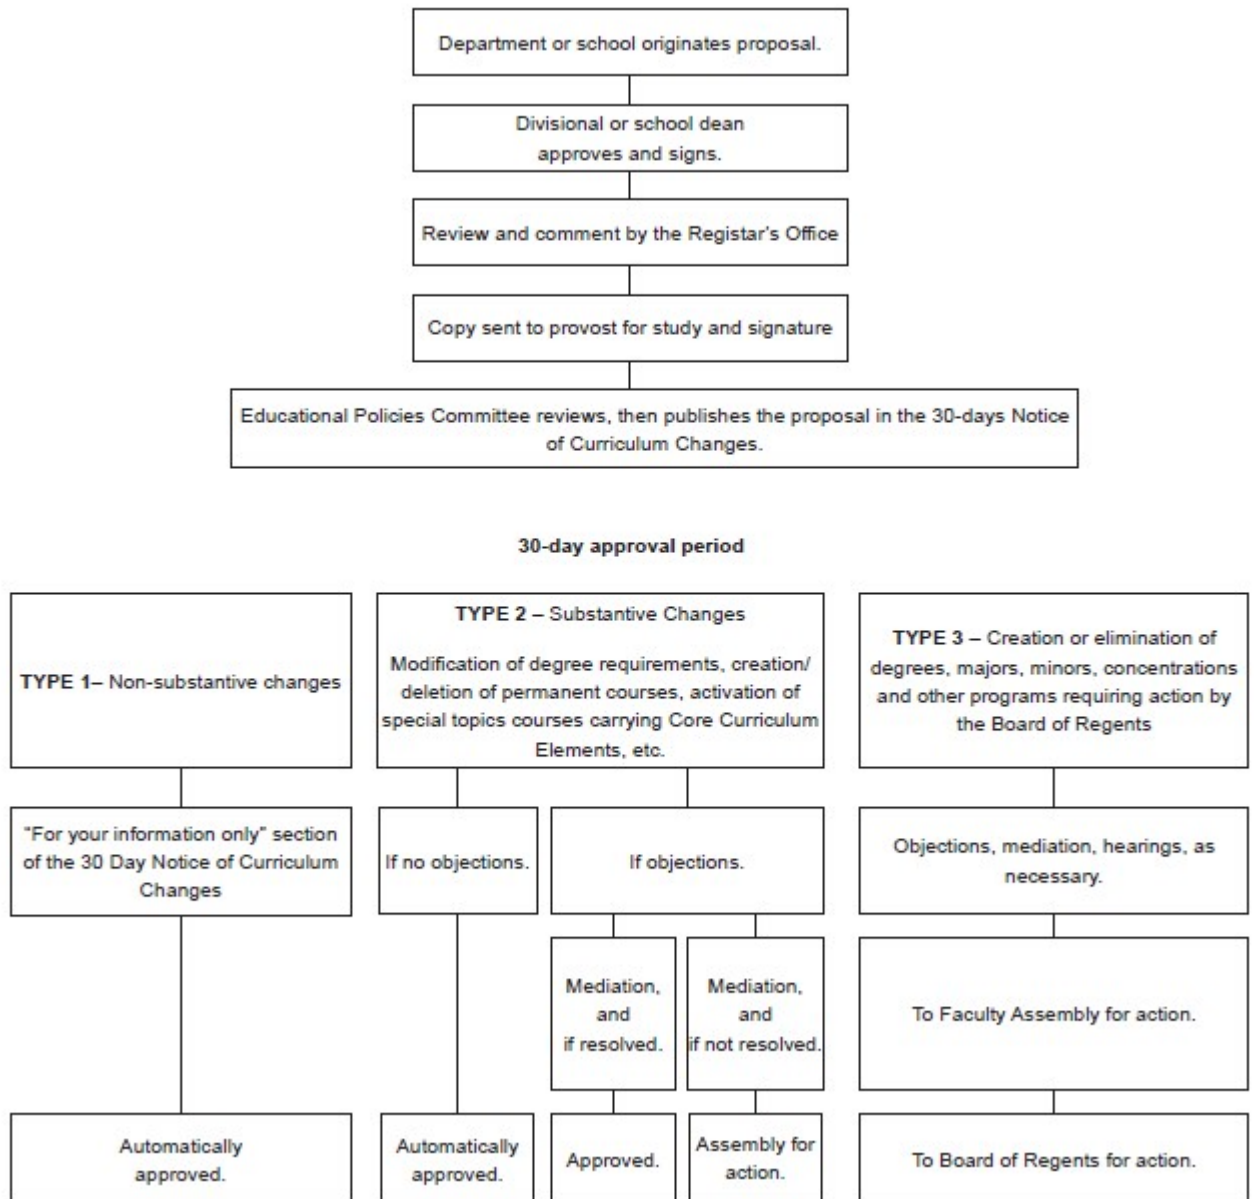 Department or school originates proposal.
Divisional or school dean
approves and signs.
Review and comment by the Registar's Office
Copy sent to provost for study and signature
Educational Policies Committee reviews, then publishes the proposal in the 30-days Notice
of Curriculum Changes.
30-day approval period
TYPE 1– Non-substantive changes
TYPE 2 – Substantive Changes
Modification of degree requirements, creation/
deletion of permanent courses, activation of
special topics courses carrying Core Curriculum
Elements, etc.
TYPE 3 – Creation or elimination of
degrees, majors, minors, concentrations
and other programs requiring action by
the Board of Regents
"For your information only" section
of the 30 Day Notice of Curriculum
Changes
If no objections.
If objections.
Objections, mediation, hearings, as
necessary.
Mediation,
and
if resolved.
Mediation,
and
if not resolved.
To Faculty Assembly for action.
Automatically
approved.
Automatically
approved.
Approved.
Assembly for
action.
To Board of Regents for action.